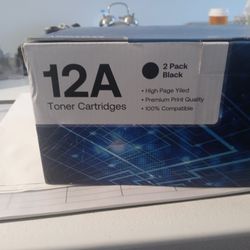 12A
Toner Cartridges
2 Pack
Black
• High Page Yiled
• Premium Print Quality
• 100% Compatible